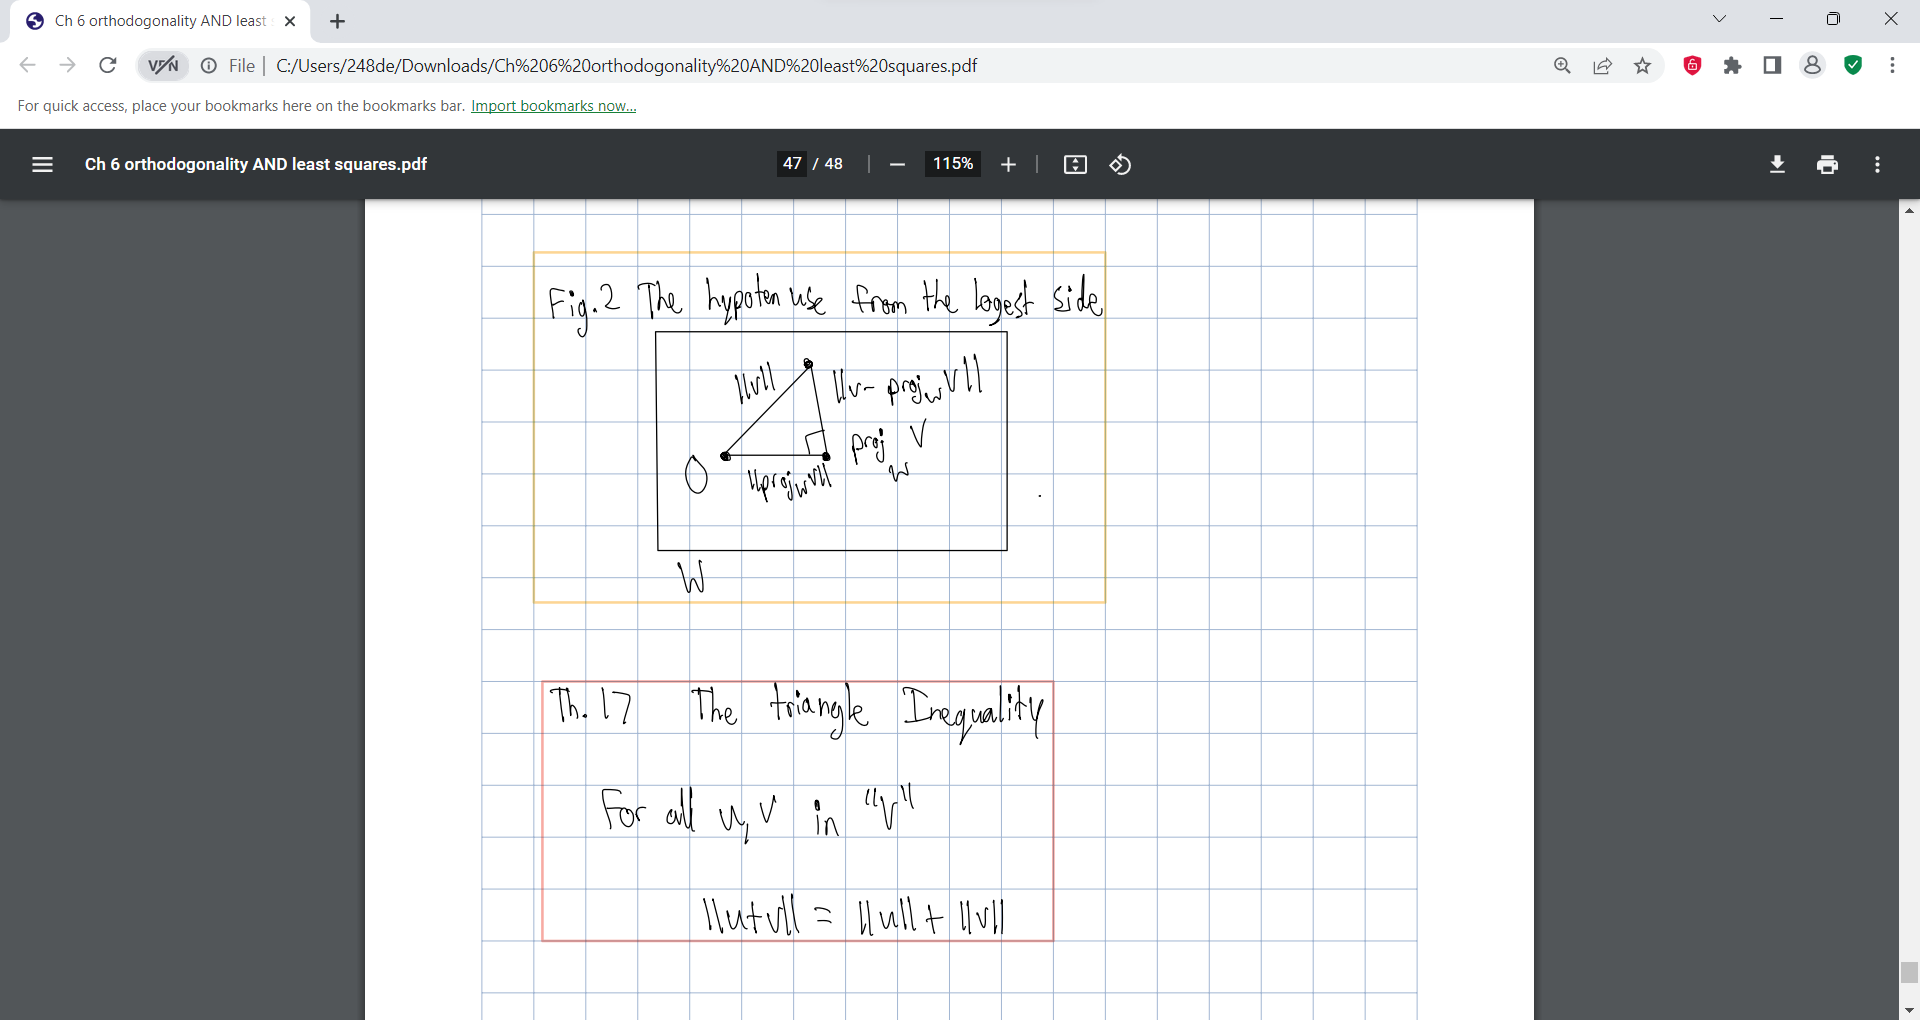 Ch 6 orthodogonality AND least
VPN File C:/Users/248de/Downloads/Ch%206%20orthodogonality%20AND%20least%20squares.pdf
For quick access, place your bookmarks here on the bookmarks bar. Import bookmarks now...
Ch 6 orthodogonality AND least squares.pdf 47 / 48 115%
Fig.2 The hypotenuse from the logest side
||v|| ||v- proj_w v||
O ||proj_w v|| proj_w v
W
Th. 17 The triangle Inequality
For all u, v in "V"
||u+v|| = ||u|| + ||v||